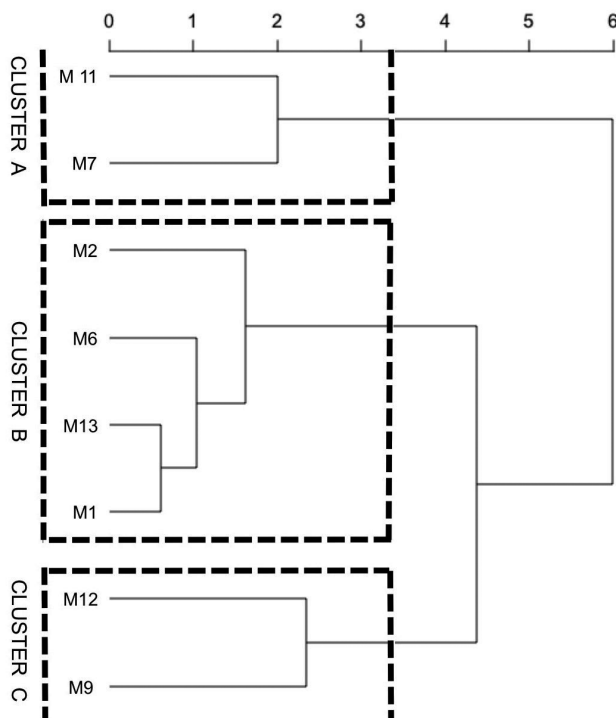 0 1 2 3 4 5 6
CLUSTER A
M 11
M7
CLUSTER B
M2
M6
M13
M1
CLUSTER C
M12
M9